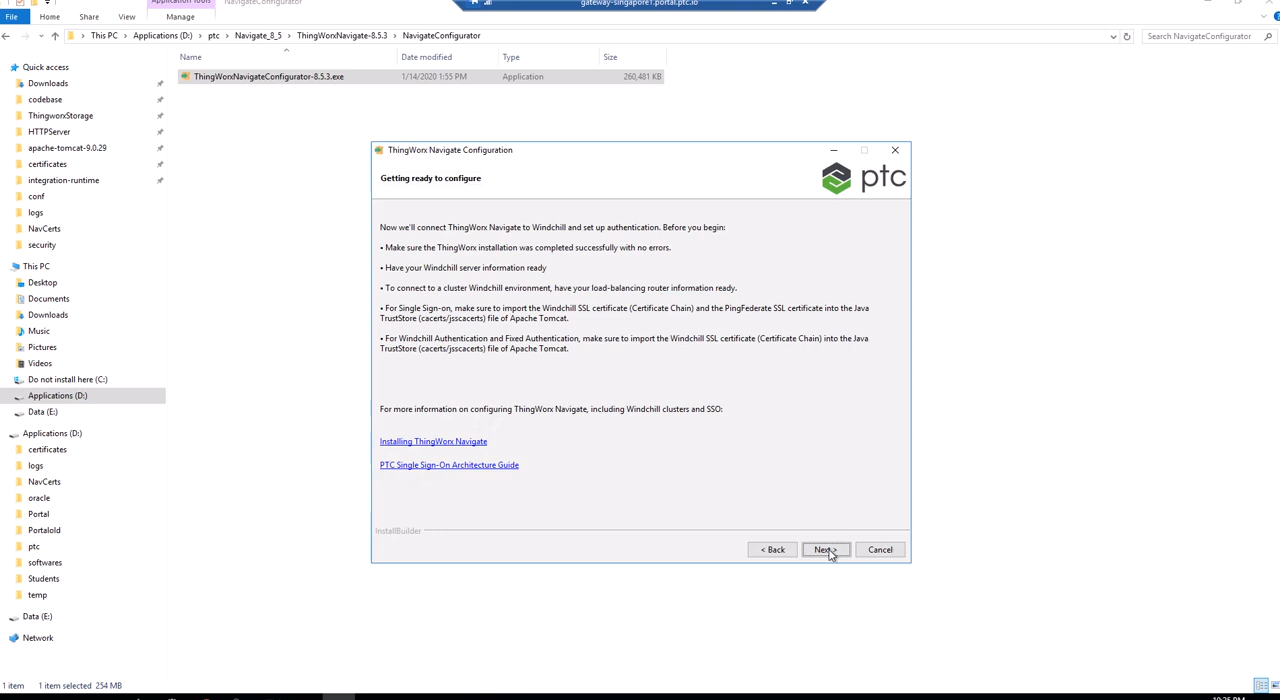 Application Tools
NavigateConfigurator
gateway-singapore1.portal.ptc.io
File Home Share View Manage
This PC Applications (D:) ptc Navigate_8_5 ThingWorxNavigate-8.5.3 NavigateConfigurator
Search NavigateConfigurator
Name Date modified Type Size
ThingWorxNavigateConfigurator-8.5.3.exe 1/14/2020 1:55 PM Application 260,481 KB
Quick access
Downloads
codebase
ThingworxStorage
HTTPServer
apache-tomcat-9.0.29
certificates
integration-runtime
conf
logs
NavCerts
security
This PC
Desktop
Documents
Downloads
Music
Pictures
Videos
Do not install here (C:)
Applications (D:)
Data (E:)
Applications (D:)
certificates
logs
NavCerts
oracle
Portal
PortalOld
ptc
softwares
Students
temp
Data (E:)
Network
1 item 1 item selected 254 MB
ThingWorx Navigate Configuration
Getting ready to configure
ptc
Now we'll connect ThingWorx Navigate to Windchill and set up authentication. Before you begin:
• Make sure the ThingWorx installation was completed successfully with no errors.
• Have your Windchill server information ready
• To connect to a cluster Windchill environment, have your load-balancing router information ready.
• For Single Sign-on, make sure to import the Windchill SSL certificate (Certificate Chain) and the PingFederate SSL certificate into the Java
TrustStore (cacerts/jsscacerts) file of Apache Tomcat.
• For Windchill Authentication and Fixed Authentication, make sure to import the Windchill SSL certificate (Certificate Chain) into the Java
TrustStore (cacerts/jsscacerts) file of Apache Tomcat.
For more information on configuring ThingWorx Navigate, including Windchill clusters and SSO:
Installing ThingWorx Navigate
PTC Single Sign-On Architecture Guide
InstallBuilder
< Back Next > Cancel